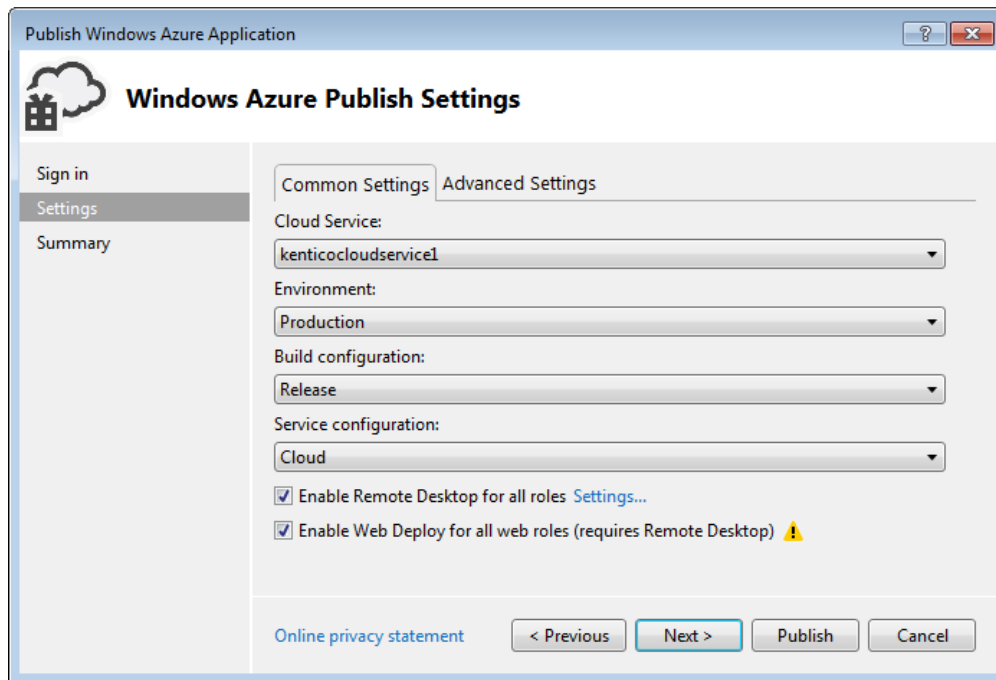 Publish Windows Azure Application
Windows Azure Publish Settings
Sign in
Settings
Summary
Common Settings
Advanced Settings
Cloud Service:
kenticocloudservice1
Environment:
Production
Build configuration:
Release
Service configuration:
Cloud
Enable Remote Desktop for all roles Settings...
Enable Web Deploy for all web roles (requires Remote Desktop)
Online privacy statement
< Previous
Next >
Publish
Cancel